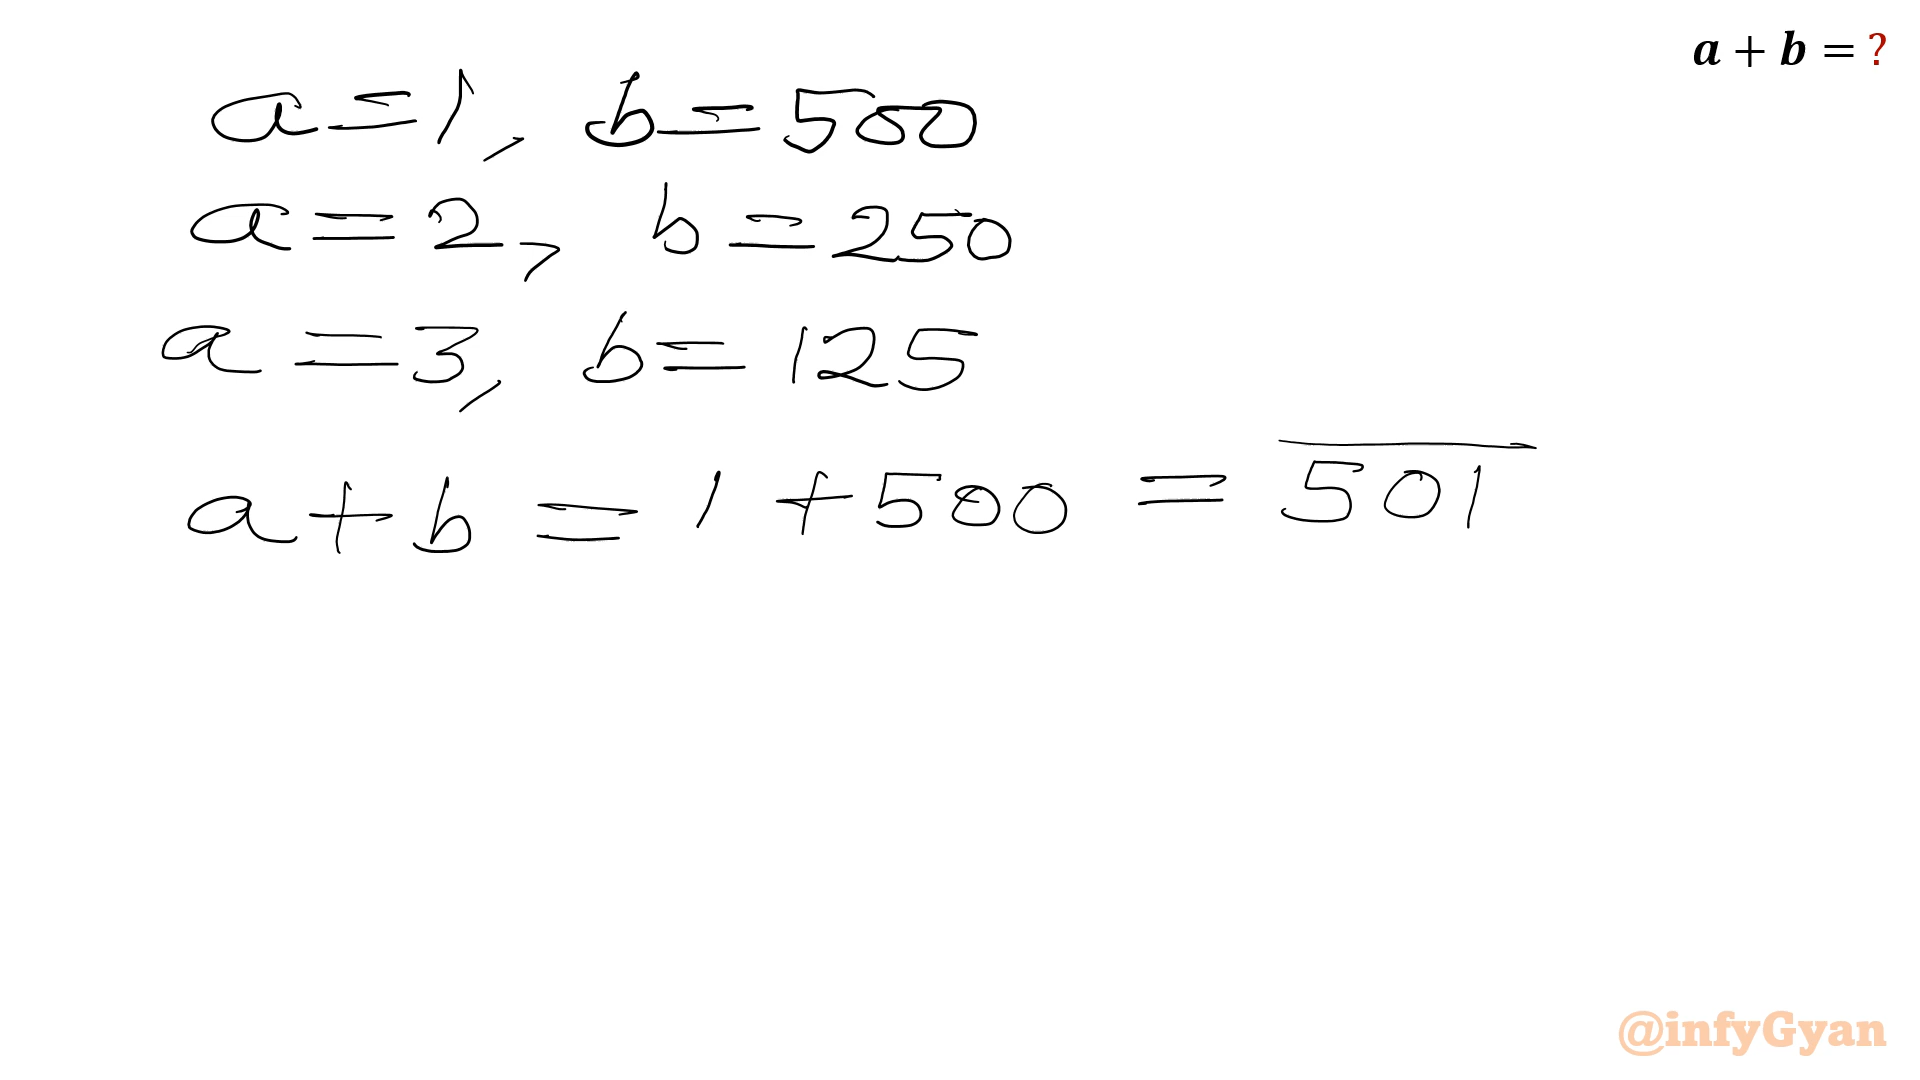 a + b = ?
a = 1, b = 500
a = 2, b = 250
a = 3, b = 125
a + b = 1 + 500 = 501
@infyGyan